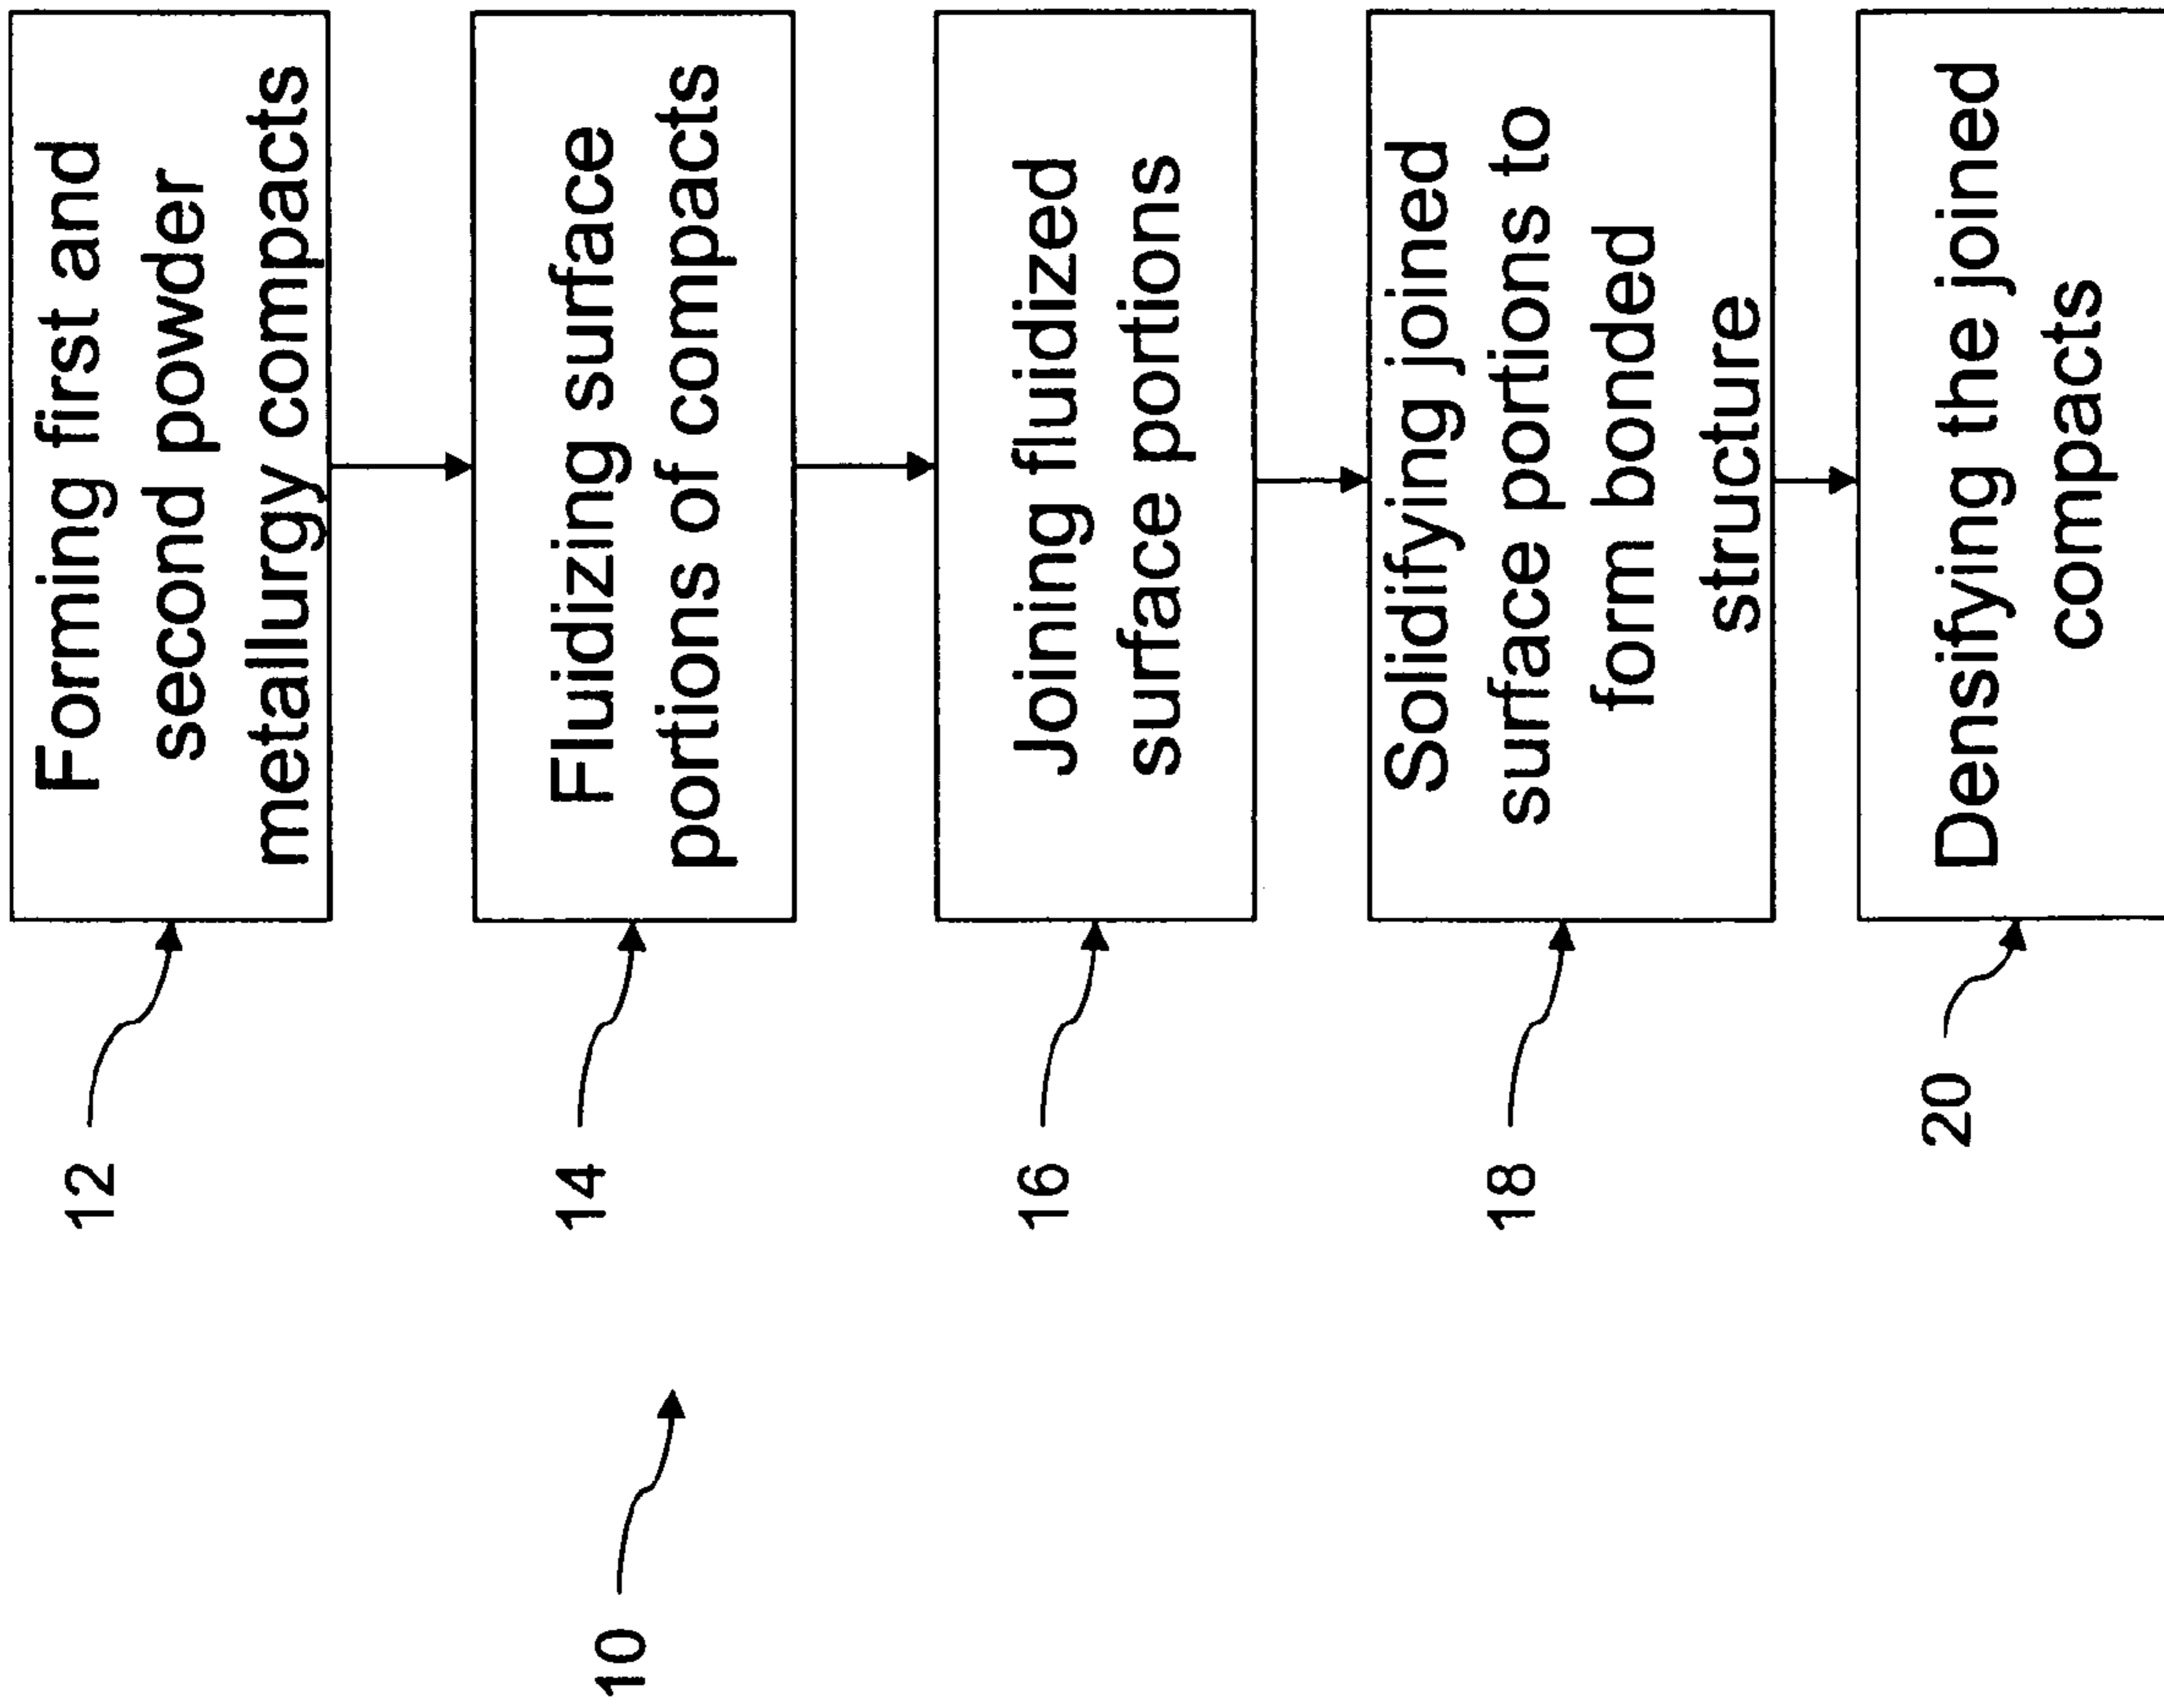 10
12
Forming first and
second powder
metallurgy compacts
14
Fluidizing surface
portions of compacts
16
Joining fluidized
surface portions
18
Solidifying joined
surface portions to
form bonded
structure
20
Densifying the joined
compacts